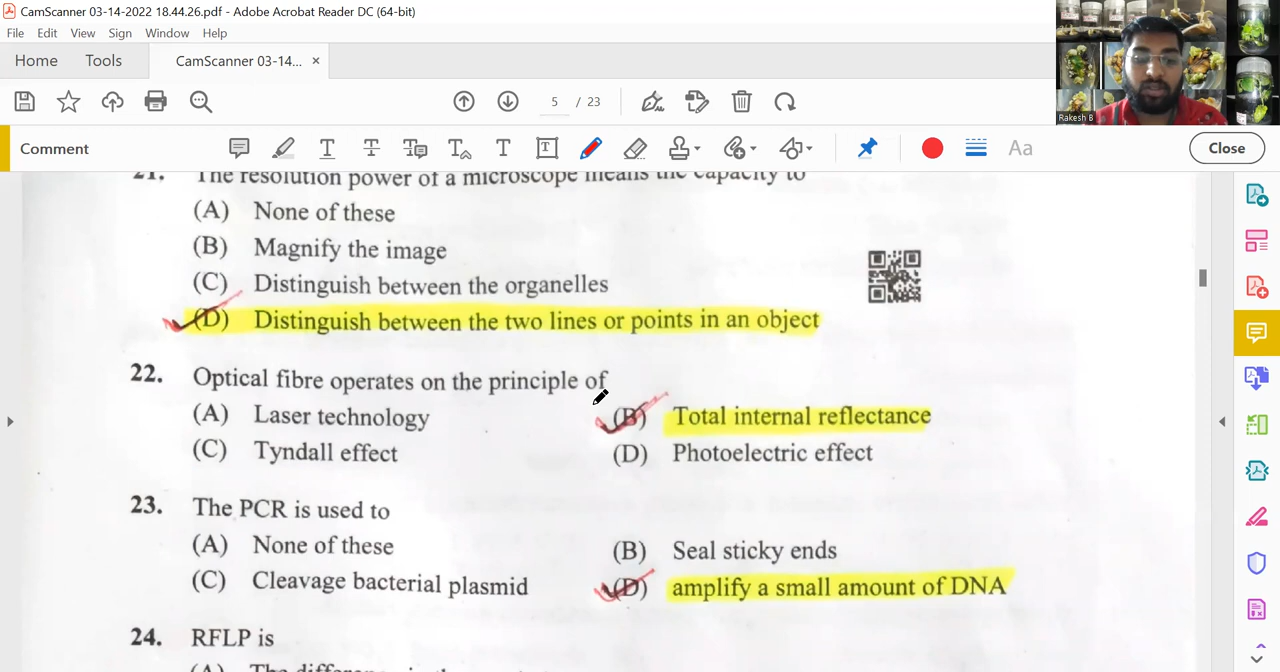 CamScanner 03-14-2022 18.44.26.pdf - Adobe Acrobat Reader DC (64-bit)
File Edit View Sign Window Help
Home Tools CamScanner 03-14... ×
5 / 23
Rakesh B
Comment
Aa
Close
21. The resolution power of a microscope means the capacity to
(A) None of these
(B) Magnify the image
(C) Distinguish between the organelles
(D) Distinguish between the two lines or points in an object
22. Optical fibre operates on the principle of
(A) Laser technology (B) Total internal reflectance
(C) Tyndall effect (D) Photoelectric effect
23. The PCR is used to
(A) None of these (B) Seal sticky ends
(C) Cleavage bacterial plasmid (D) amplify a small amount of DNA
24. RFLP is